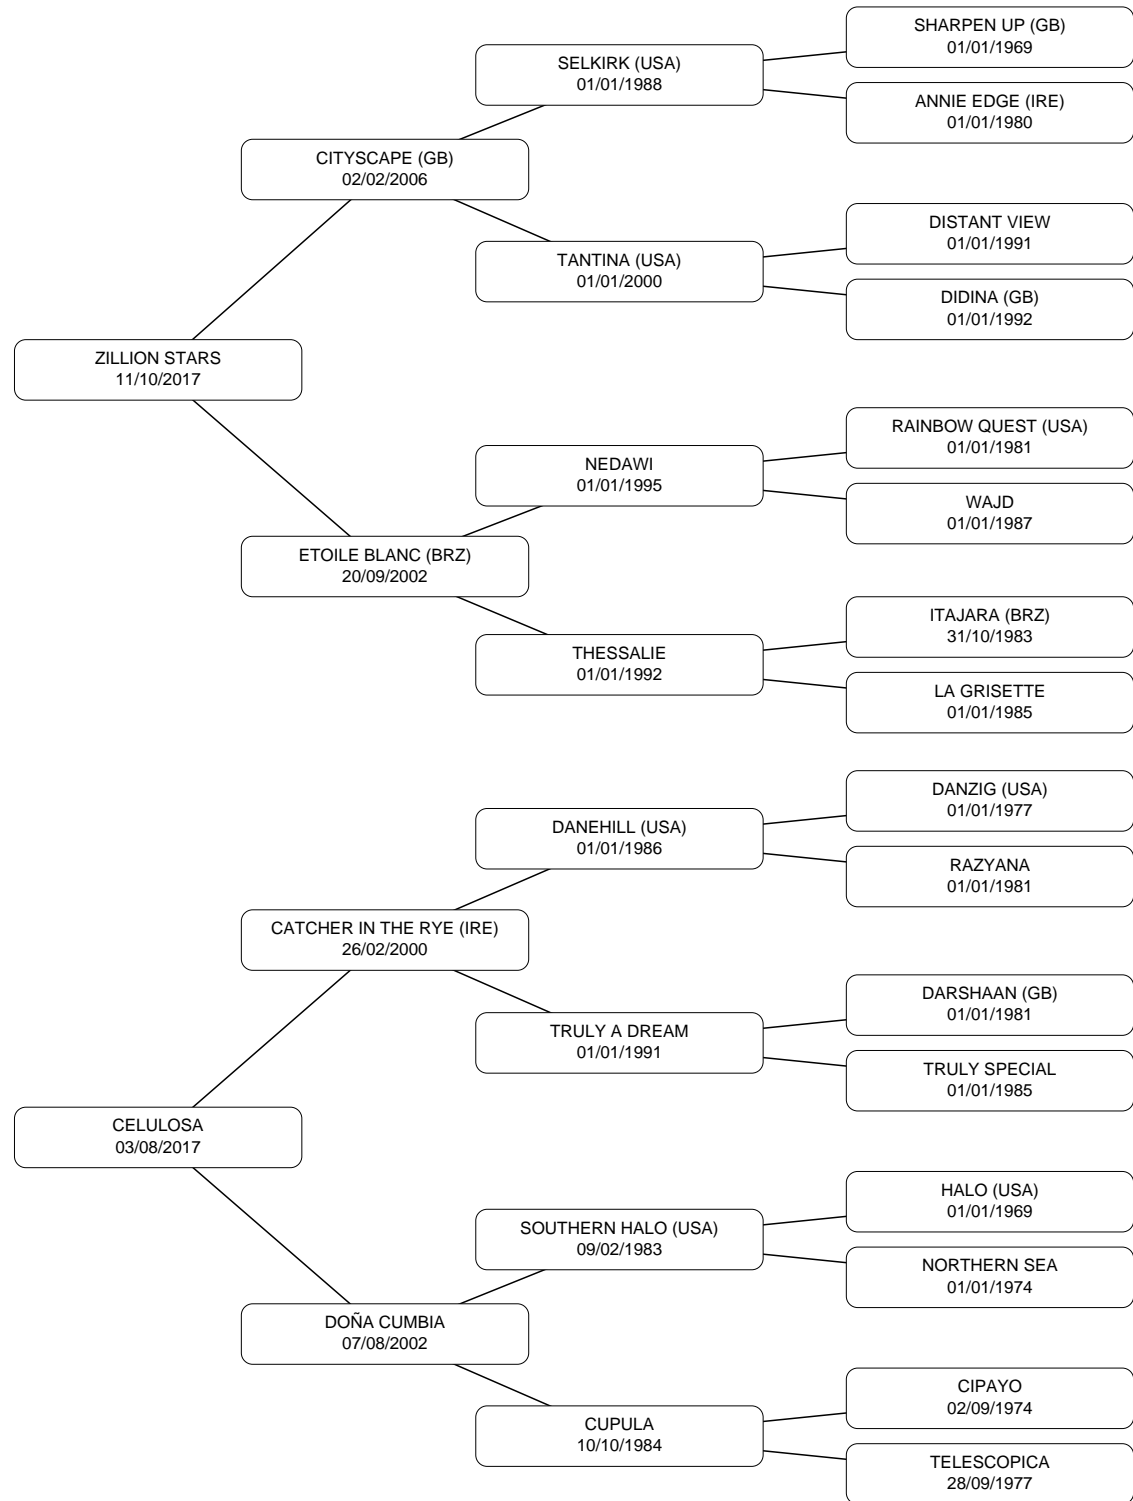 SHARPEN UP (GB)
01/01/1969
SELKIRK (USA)
01/01/1988
ANNIE EDGE (IRE)
01/01/1980
CITYSCAPE (GB)
02/02/2006
DISTANT VIEW
01/01/1991
TANTINA (USA)
01/01/2000
DIDINA (GB)
01/01/1992
ZILLION STARS
11/10/2017
RAINBOW QUEST (USA)
01/01/1981
NEDAWI
01/01/1995
WAJD
01/01/1987
ETOILE BLANC (BRZ)
20/09/2002
ITAJARA (BRZ)
31/10/1983
THESSALIE
01/01/1992
LA GRISETTE
01/01/1985
DANZIG (USA)
01/01/1977
DANEHILL (USA)
01/01/1986
RAZYANA
01/01/1981
CATCHER IN THE RYE (IRE)
26/02/2000
DARSHAAN (GB)
01/01/1981
TRULY A DREAM
01/01/1991
TRULY SPECIAL
01/01/1985
CELULOSA
03/08/2017
HALO (USA)
01/01/1969
SOUTHERN HALO (USA)
09/02/1983
NORTHERN SEA
01/01/1974
DOÑA CUMBIA
07/08/2002
CIPAYO
02/09/1974
CUPULA
10/10/1984
TELESCOPICA
28/09/1977